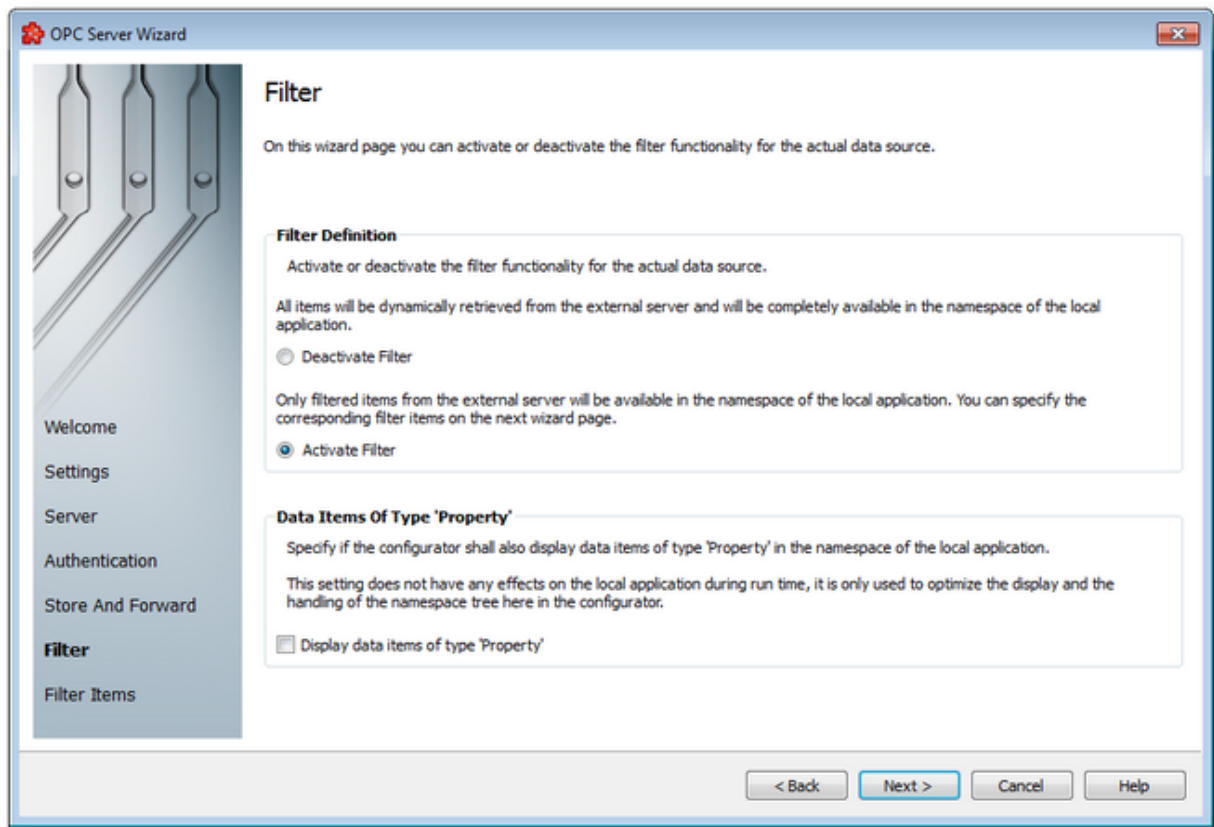 OPC Server Wizard
Filter
On this wizard page you can activate or deactivate the filter functionality for the actual data source.
Filter Definition
Activate or deactivate the filter functionality for the actual data source.
All items will be dynamically retrieved from the external server and will be completely available in the namespace of the local
application.
Deactivate Filter
Only filtered items from the external server will be available in the namespace of the local application. You can specify the
corresponding filter items on the next wizard page.
Activate Filter
Data Items Of Type 'Property'
Specify if the configurator shall also display data items of type 'Property' in the namespace of the local application.
This setting does not have any effects on the local application during run time, it is only used to optimize the display and the
handling of the namespace tree here in the configurator.
Display data items of type 'Property'
Welcome
Settings
Server
Authentication
Store And Forward
Filter
Filter Items
< Back
Next >
Cancel
Help